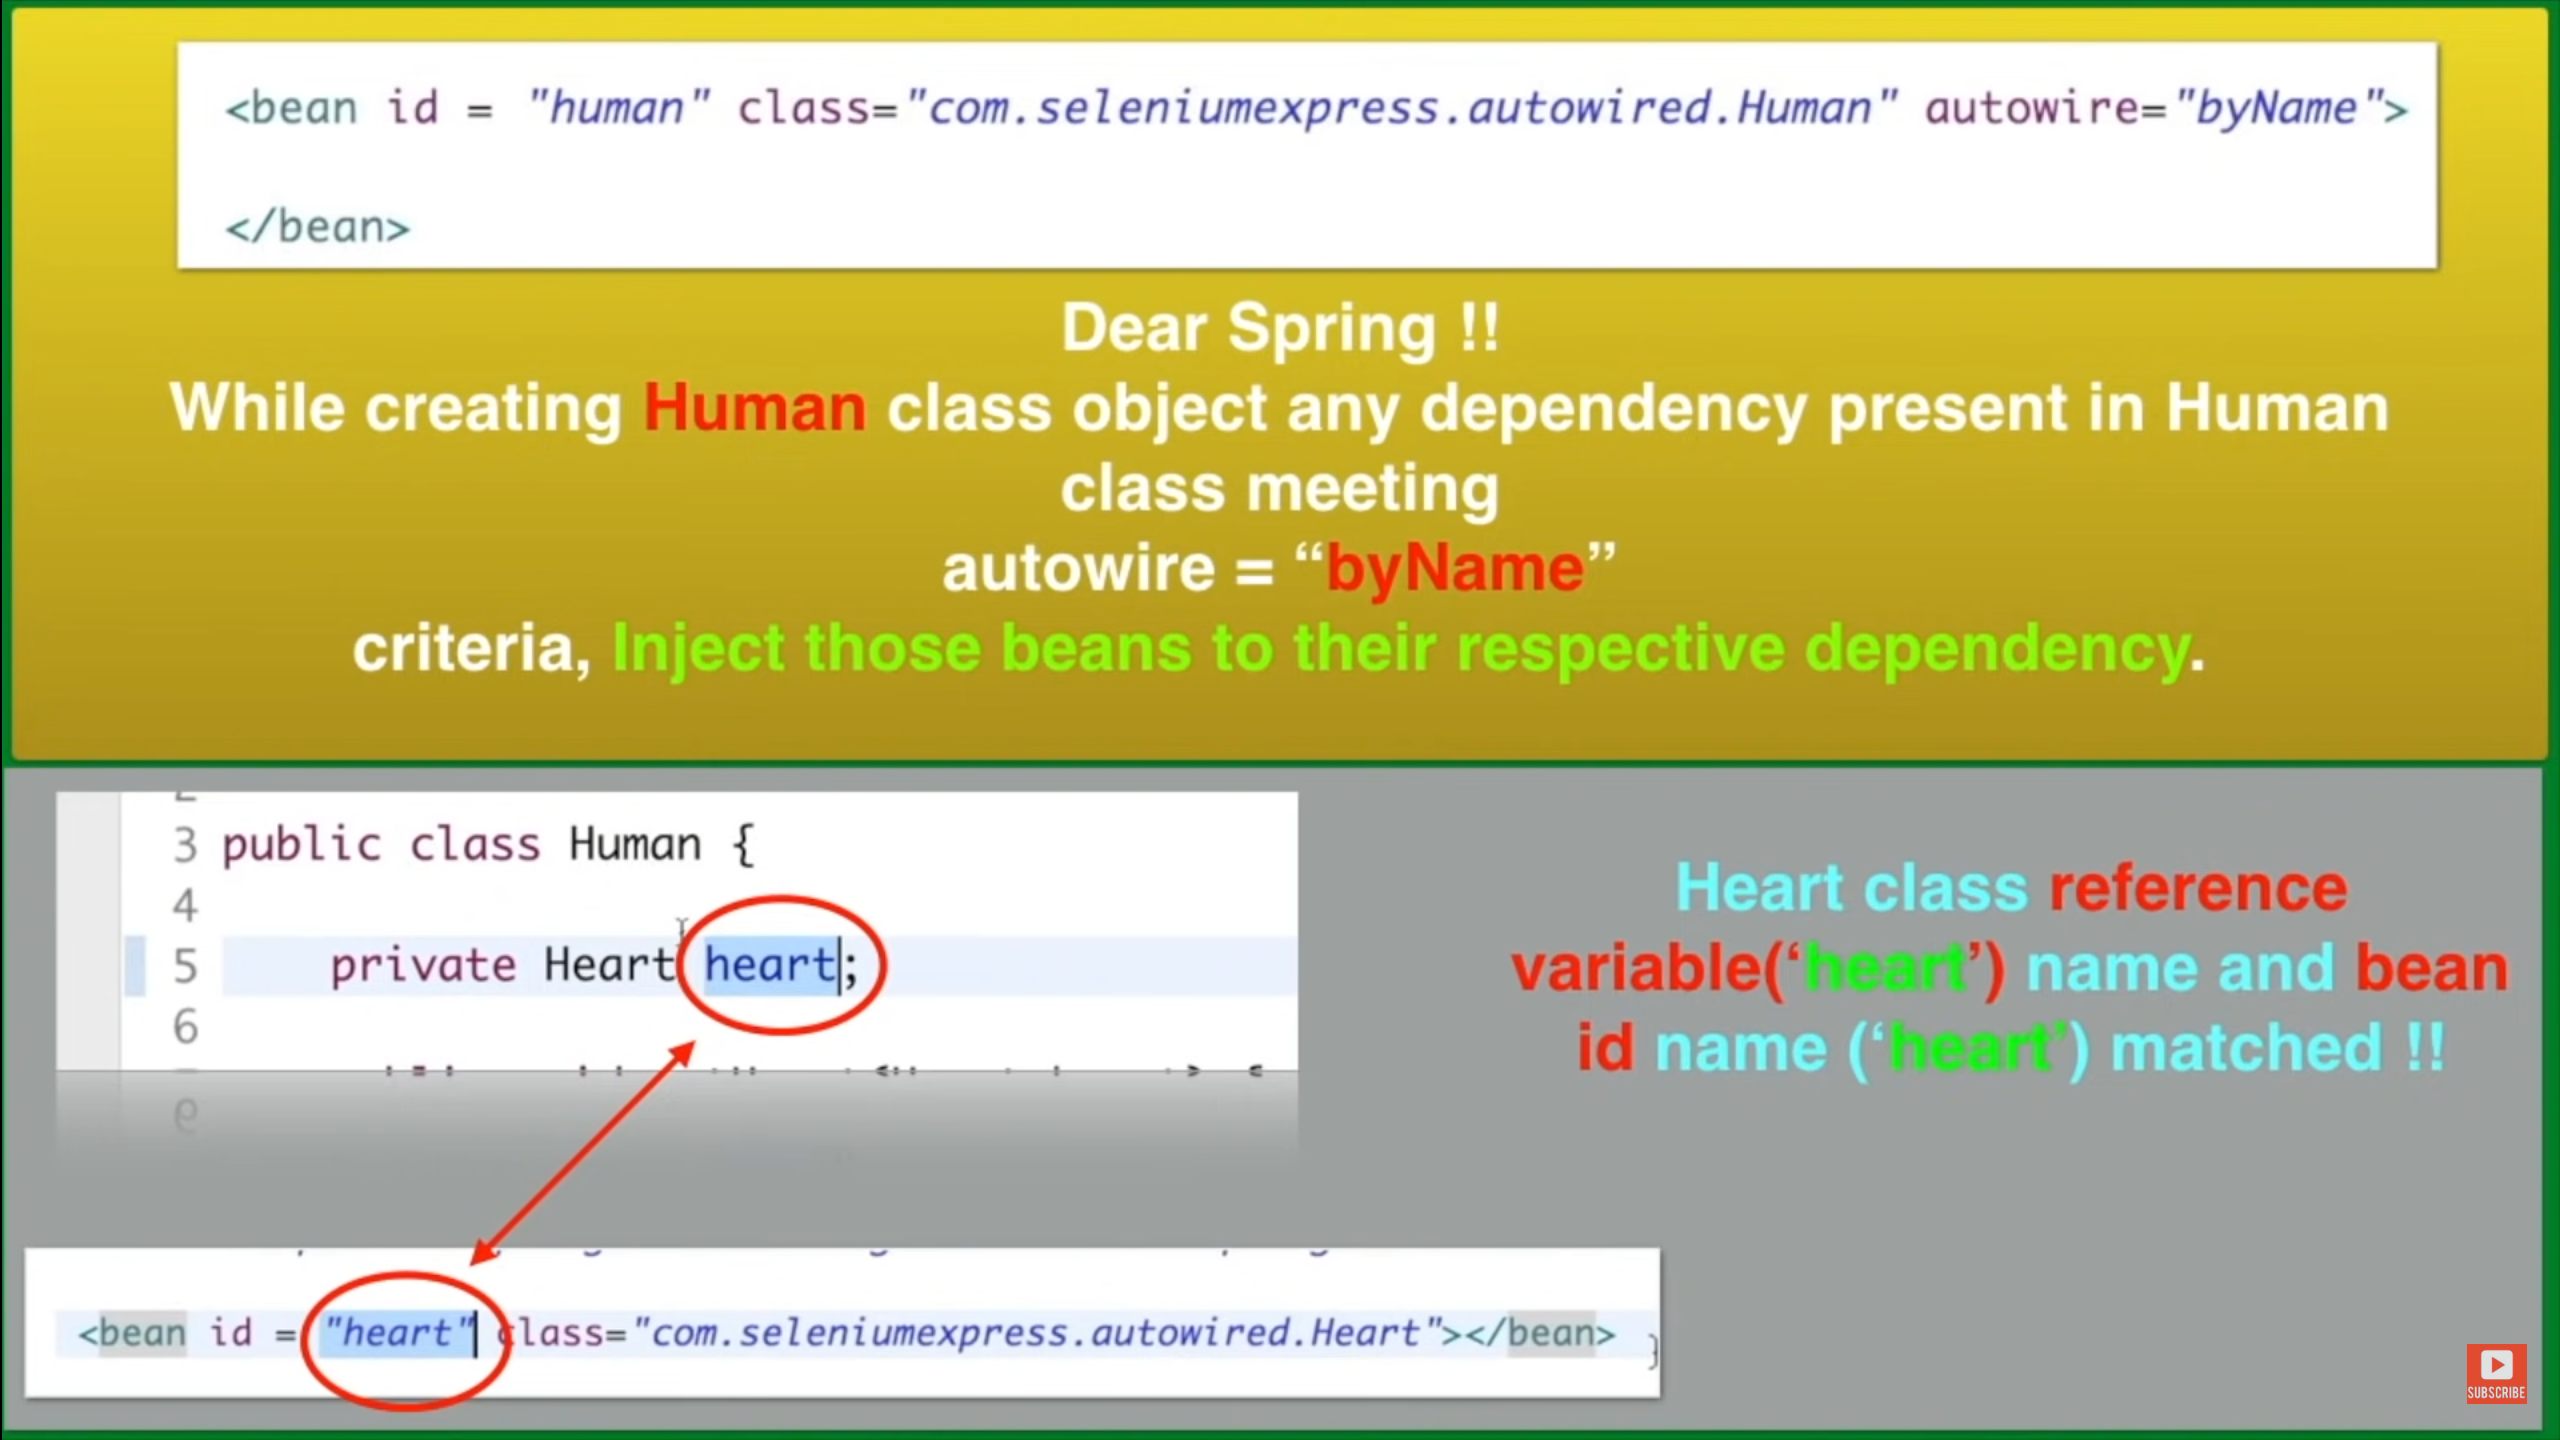 <bean id = "human" class="com.seleniumexpress.autowired.Human" autowire="byName">
</bean>
Dear Spring !!
While creating Human class object any dependency present in Human
class meeting
autowire = “byName”
criteria, Inject those beans to their respective dependency.
3 public class Human {
4
5 private Heart heart;
6
Heart class reference
variable(‘heart’) name and bean
id name (‘heart’) matched !!
<bean id = "heart" class="com.seleniumexpress.autowired.Heart"></bean> }
SUBSCRIBE